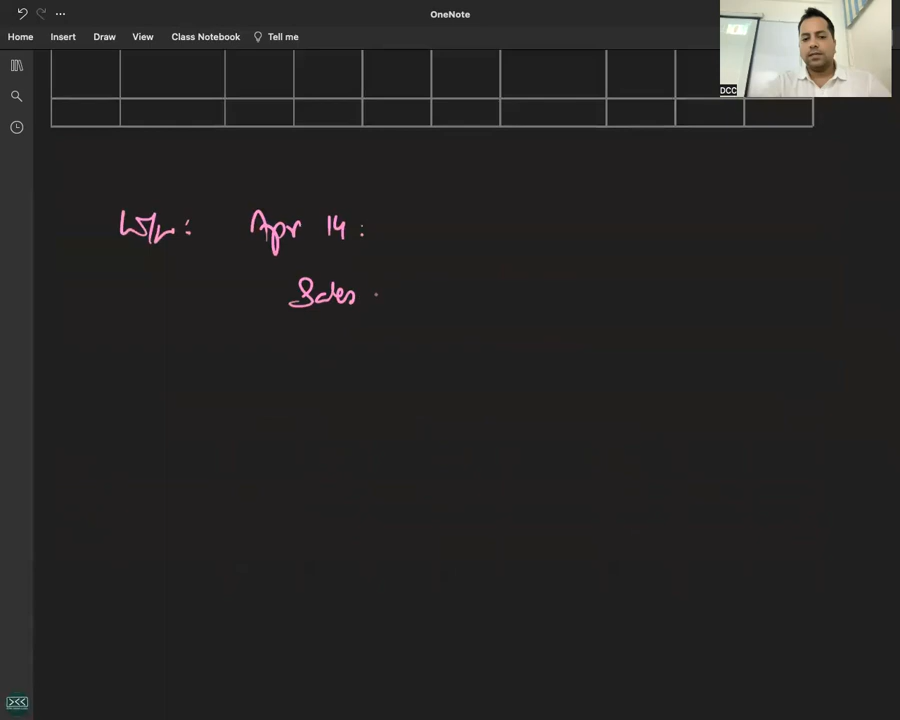 OneNote
Home Insert Draw View Class Notebook Tell me
DCC
W/n: Apr 14:
Sales